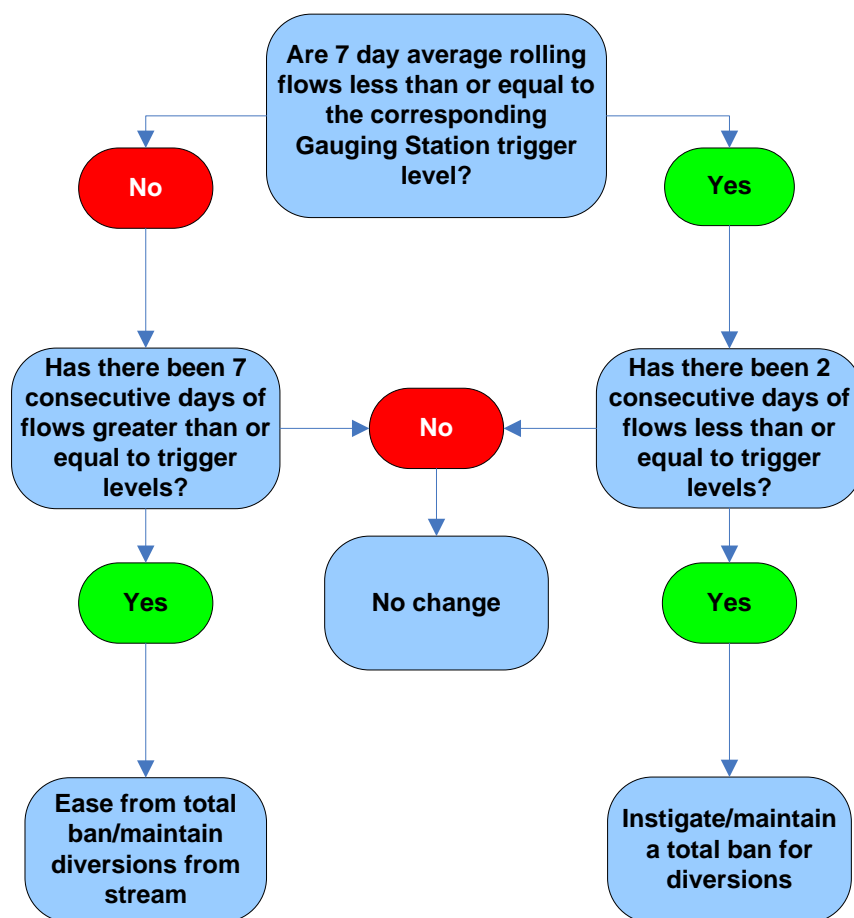 Are 7 day average rolling
flows less than or equal to
the corresponding
Gauging Station trigger
level?
No
Yes
Has there been 7
consecutive days of
flows greater than or
equal to trigger
levels?
No
Has there been 2
consecutive days of
flows less than or
equal to trigger
levels?
Yes
No change
Yes
Ease from total
ban/maintain
diversions from
stream
Instigate/maintain
a total ban for
diversions